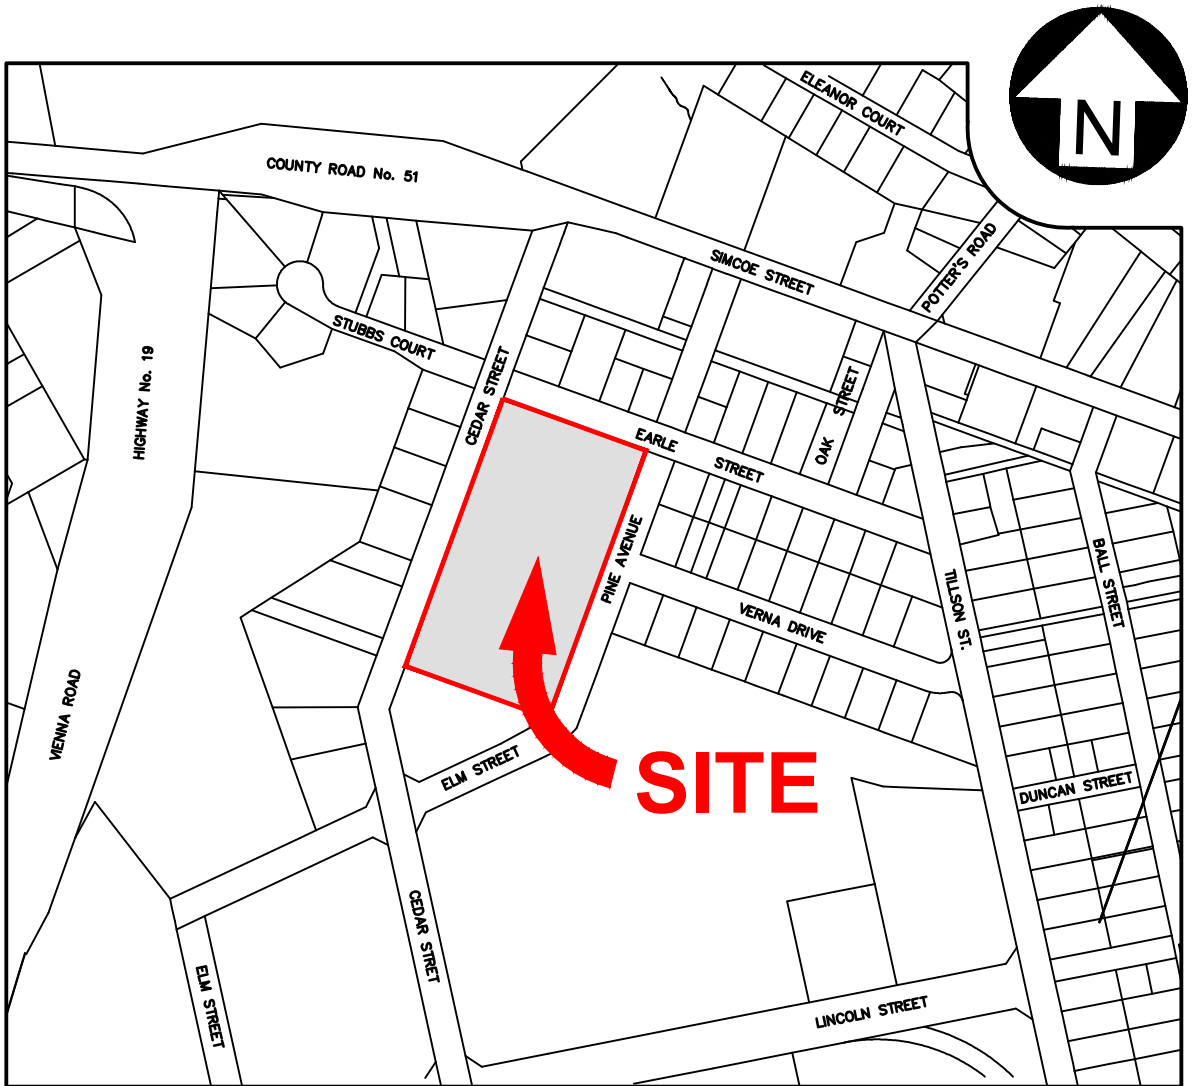 N
ELEANOR COURT
COUNTY ROAD No. 51
POTTER'S ROAD
SIMCOE STREET
STUBBS COURT
HIGHWAY No. 19
CEDAR STREET
OAK STREET
EARLE STREET
PINE AVENUE
BALL STREET
TILLSON ST.
VERNA DRIVE
VIENNA ROAD
ELM STREET
SITE
DUNCAN STREET
CEDAR STRET
ELM STREET
LINCOLN STREET